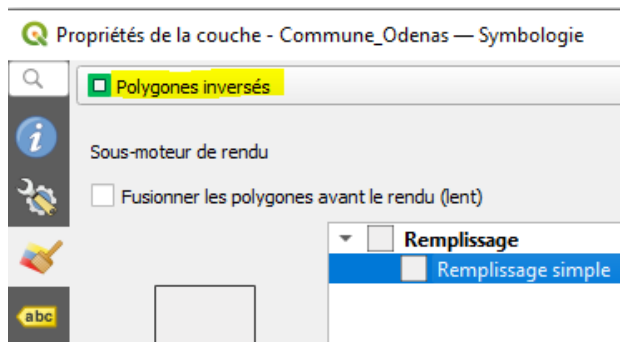 Propriétés de la couche - Commune_Odenas — Symbologie
Polygones inversés
Sous-moteur de rendu
Fusionner les polygones avant le rendu (lent)
Remplissage
Remplissage simple
abc